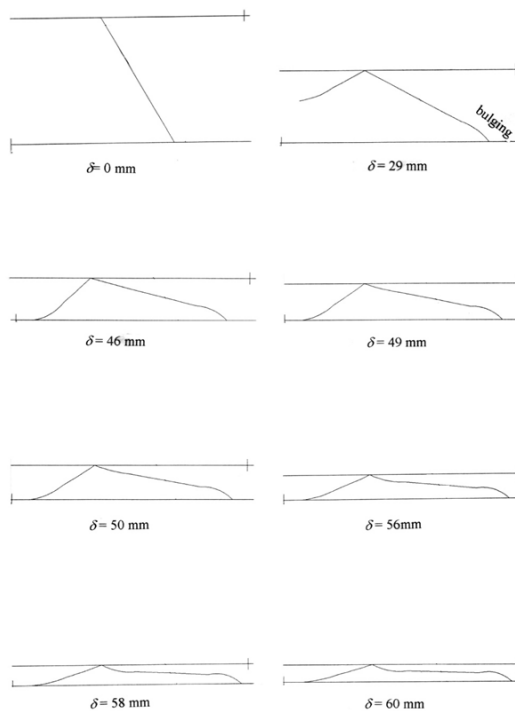 δ= 0 mm
bulging
δ= 29 mm
δ= 46 mm
δ= 49 mm
δ= 50 mm
δ= 56mm
δ= 58 mm
δ= 60 mm